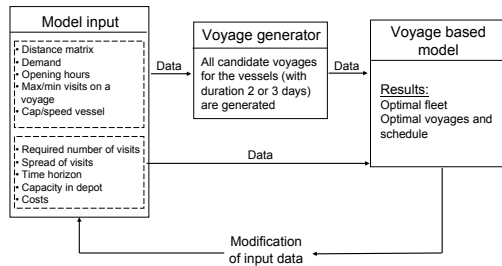 Model input
• Distance matrix
• Demand
• Opening hours
• Max/min visits on a
voyage
• Cap/speed vessel
• Required number of visits
• Spread of visits
• Time horizon
• Capacity in depot
• Costs
Data
Voyage generator
All candidate voyages
for the vessels (with
duration 2 or 3 days)
are generated
Data
Voyage based
model
Results:
Optimal fleet
Optimal voyages and
schedule
Data
Modification
of input data